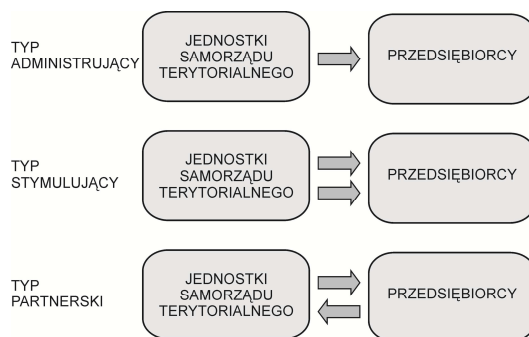 TYP
ADMINISTRUJĄCY
JEDNOSTKI
SAMORZĄDU
TERYTORIALNEGO
PRZEDSIĘBIORCY
TYP
STYMULUJĄCY
JEDNOSTKI
SAMORZĄDU
TERYTORIALNEGO
PRZEDSIĘBIORCY
TYP
PARTNERSKI
JEDNOSTKI
SAMORZĄDU
TERYTORIALNEGO
PRZEDSIĘBIORCY